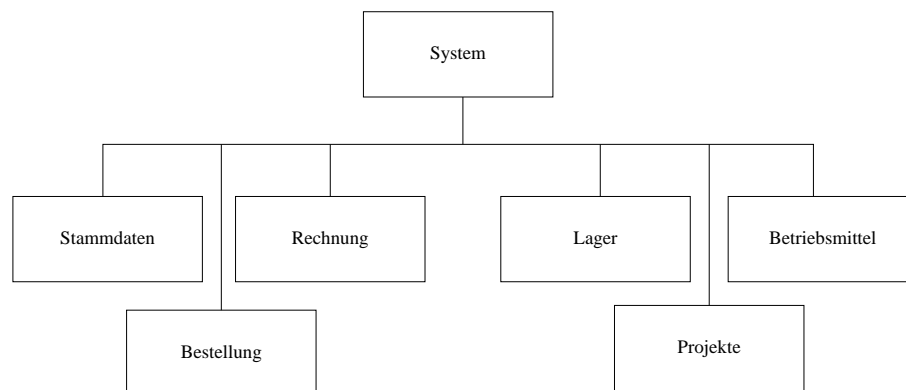 System
Stammdaten
Rechnung
Lager
Betriebsmittel
Bestellung
Projekte